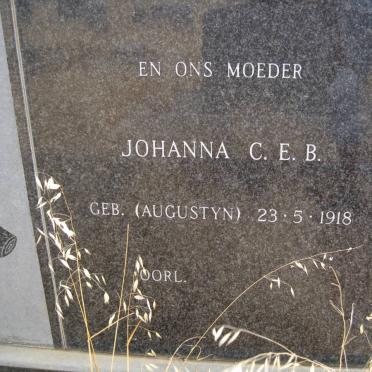 EN ONS MOEDER
JOHANNA C. E. B.
GEB. (AUGUSTYN) 23·5·1918
OORL.